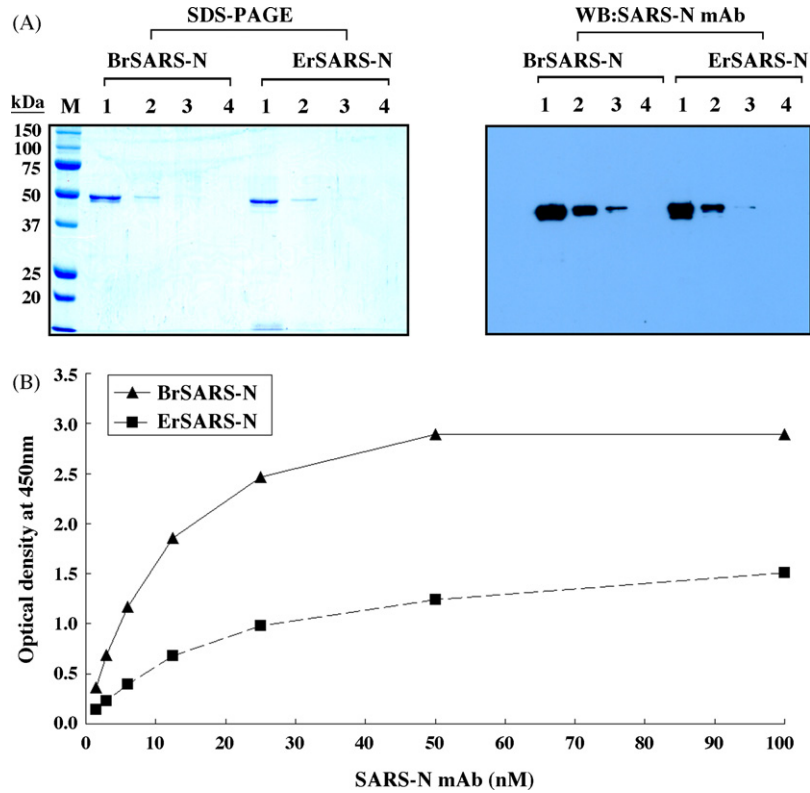 (A)
SDS-PAGE
WB:SARS-N mAb
BrSARS-N ErSARS-N
BrSARS-N ErSARS-N
kDa M 1 2 3 4 1 2 3 4
1 2 3 4 1 2 3 4
150
100
75
50
37
25
20
(B)
3.5
3.0
2.5
2.0
1.5
1.0
0.5
0.0
Optical density at 450nm
BrSARS-N
ErSARS-N
0 10 20 30 40 50 60 70 80 90 100
SARS-N mAb (nM)